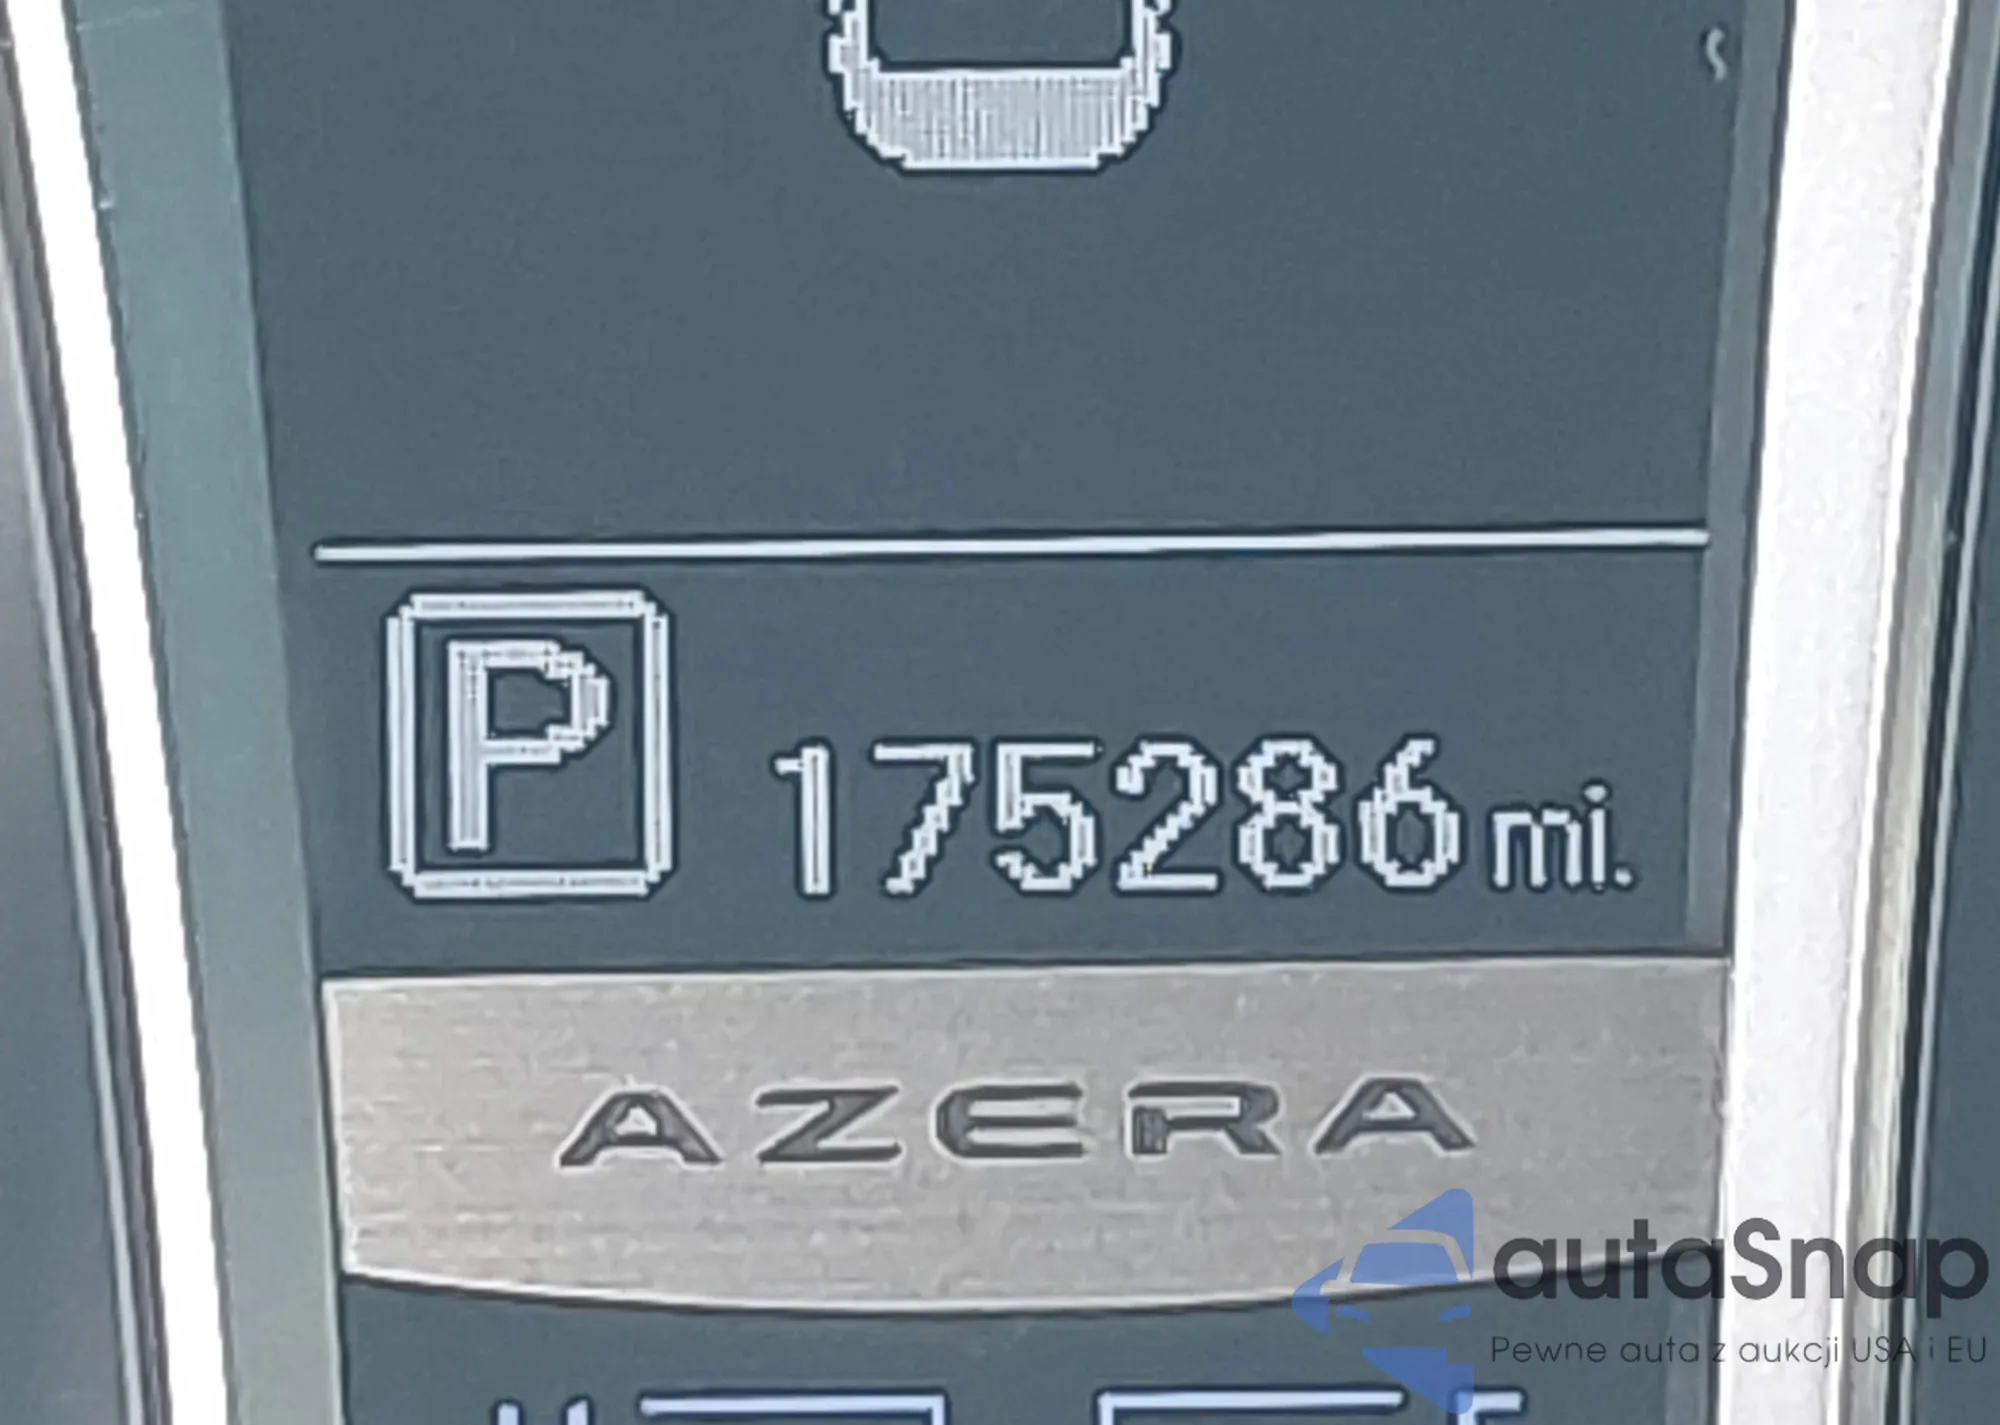 P 175286 mi.
AZERA
autaSnap
Pewne auta z aukcji USA i EU